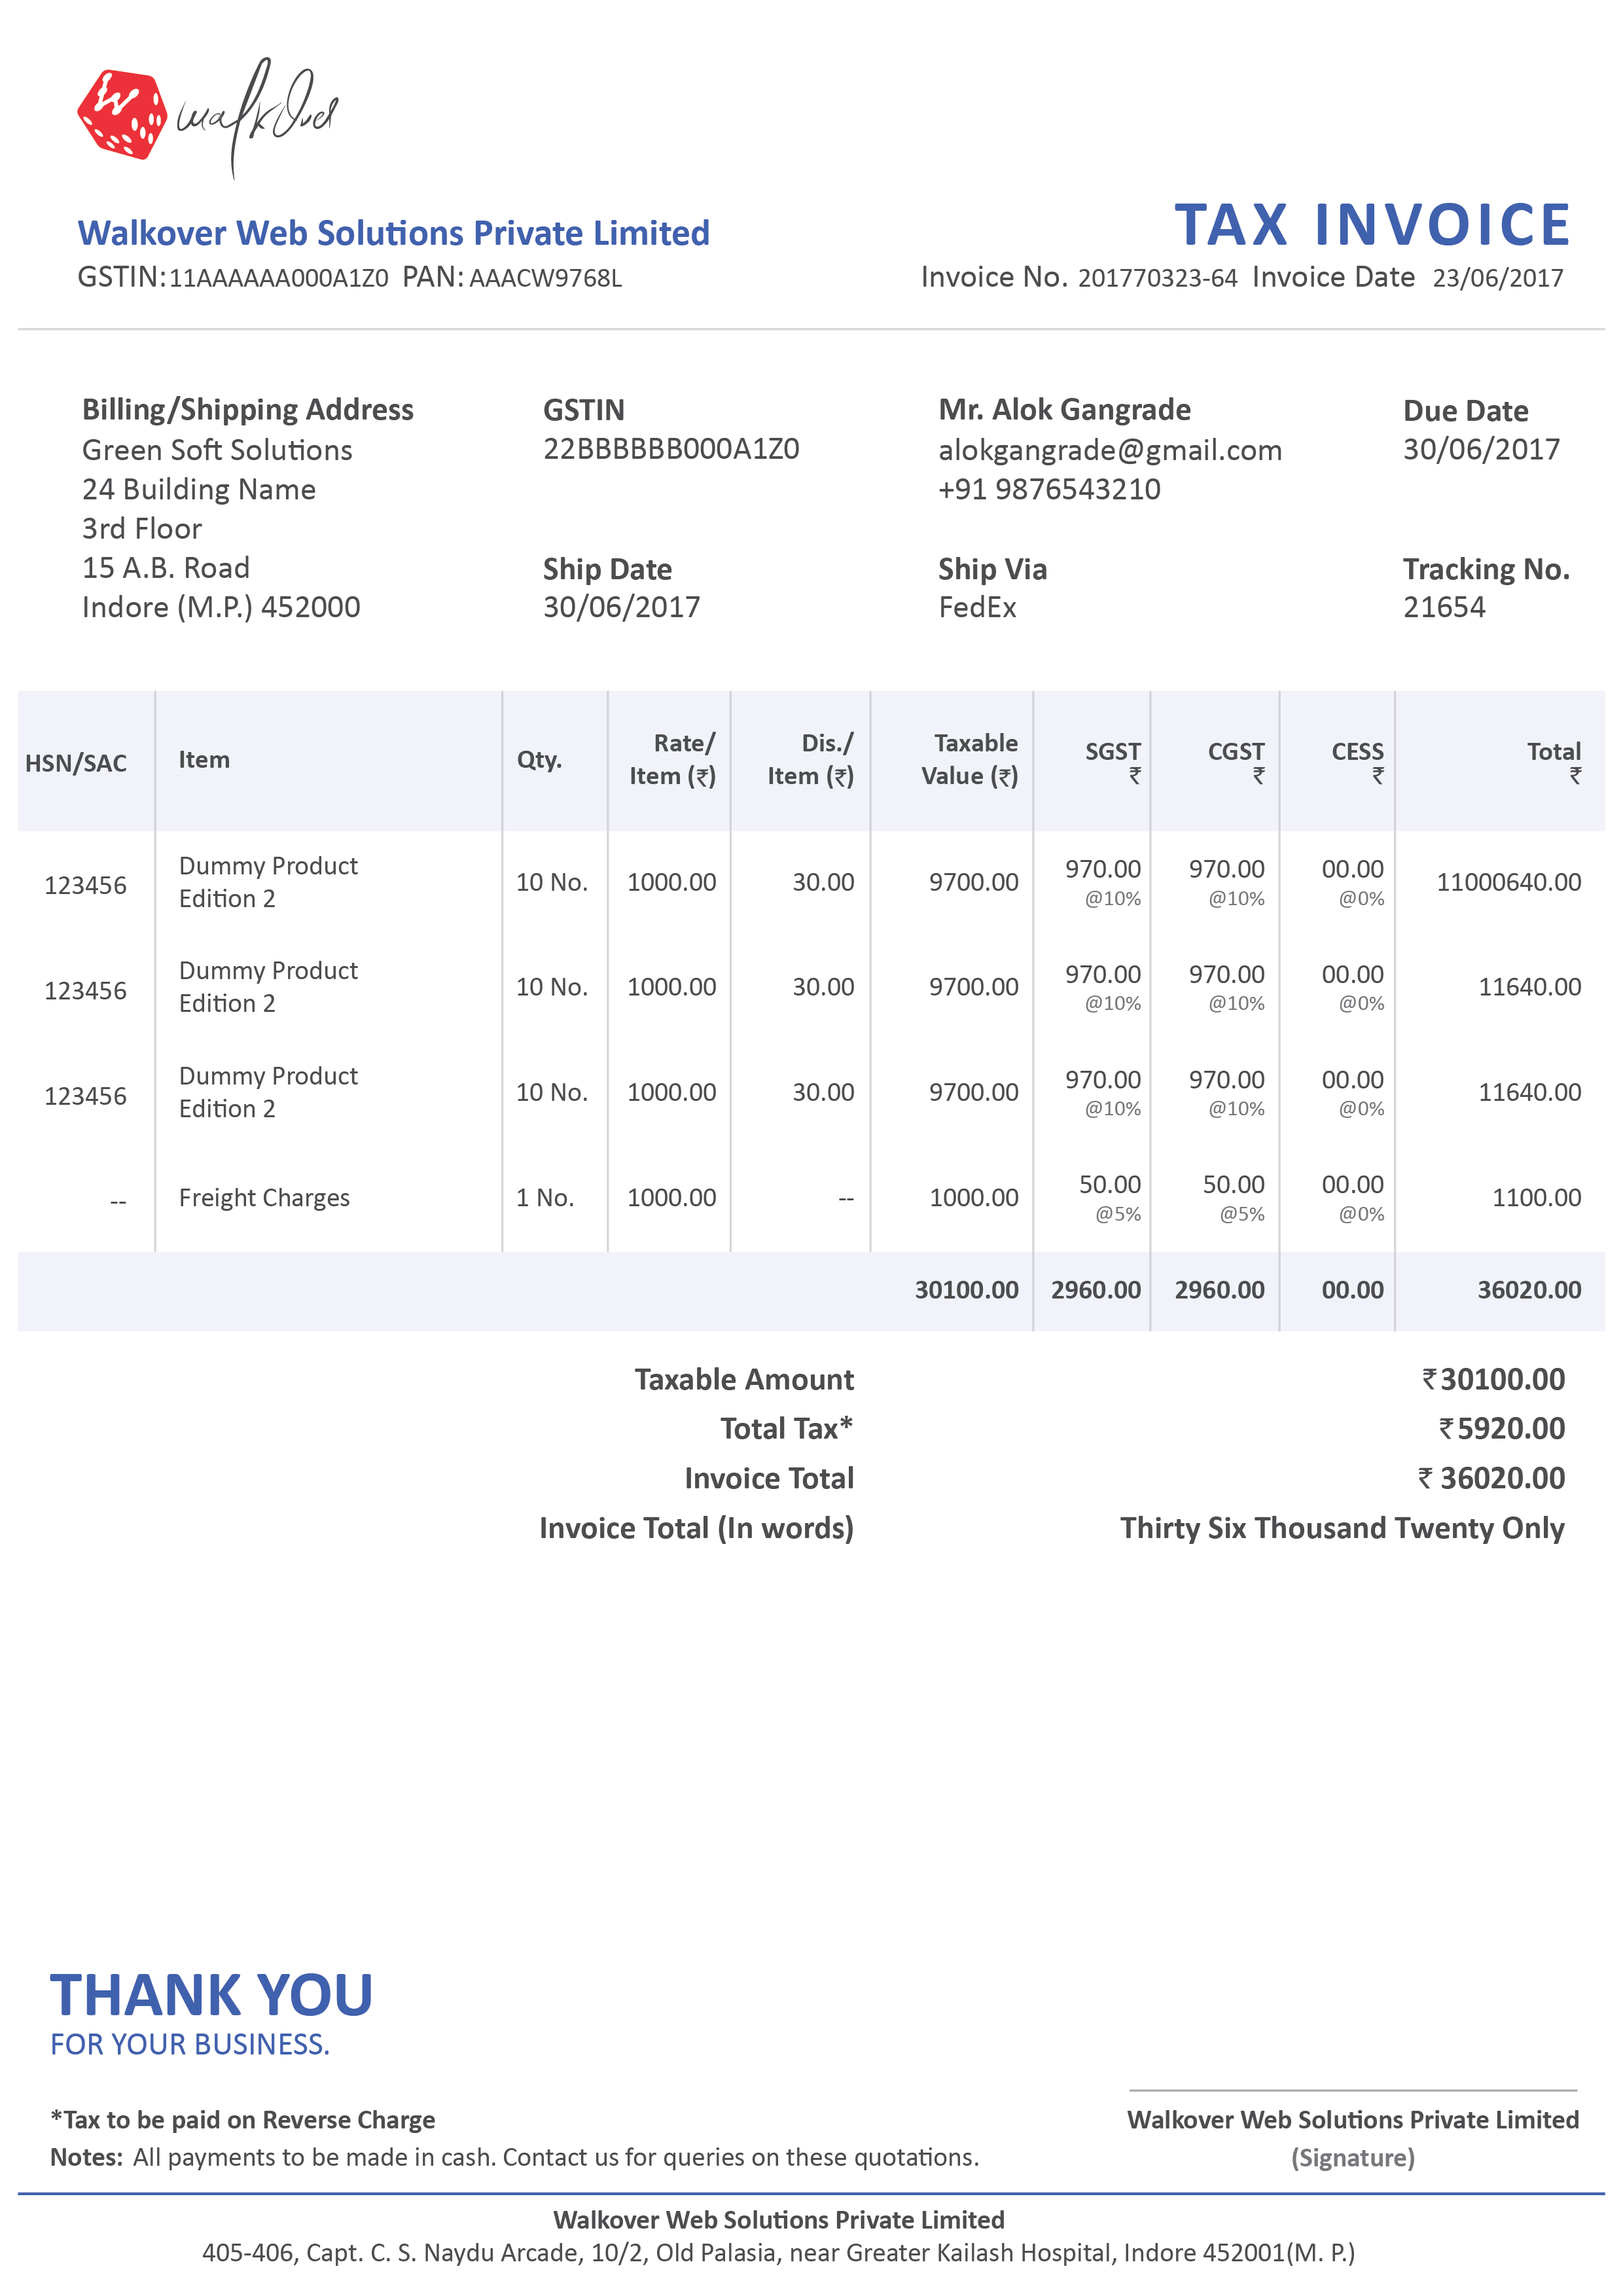 walkover
Walkover Web Solutions Private Limited
TAX INVOICE
GSTIN: 11AAAAAA000A1Z0 PAN: AAACW9768L
Invoice No. 201770323-64 Invoice Date 23/06/2017
Billing/Shipping Address
Green Soft Solutions
24 Building Name
3rd Floor
15 A.B. Road
Indore (M.P.) 452000
GSTIN
22BBBBBB000A1Z0
Ship Date
30/06/2017
Mr. Alok Gangrade
alokgangrade@gmail.com
+91 9876543210
Ship Via
FedEx
Due Date
30/06/2017
Tracking No.
21654
HSN/SAC Item Qty. Rate/ Item (₹) Dis./ Item (₹) Taxable Value (₹) SGST ₹ CGST ₹ CESS ₹ Total ₹
123456 Dummy Product Edition 2 10 No. 1000.00 30.00 9700.00 970.00 @10% 970.00 @10% 00.00 @0% 11000640.00
123456 Dummy Product Edition 2 10 No. 1000.00 30.00 9700.00 970.00 @10% 970.00 @10% 00.00 @0% 11640.00
123456 Dummy Product Edition 2 10 No. 1000.00 30.00 9700.00 970.00 @10% 970.00 @10% 00.00 @0% 11640.00
-- Freight Charges 1 No. 1000.00 -- 1000.00 50.00 @5% 50.00 @5% 00.00 @0% 1100.00
30100.00 2960.00 2960.00 00.00 36020.00
Taxable Amount ₹30100.00
Total Tax* ₹5920.00
Invoice Total ₹ 36020.00
Invoice Total (In words) Thirty Six Thousand Twenty Only
THANK YOU
FOR YOUR BUSINESS.
*Tax to be paid on Reverse Charge
Notes: All payments to be made in cash. Contact us for queries on these quotations.
Walkover Web Solutions Private Limited
(Signature)
Walkover Web Solutions Private Limited
405-406, Capt. C. S. Naydu Arcade, 10/2, Old Palasia, near Greater Kailash Hospital, Indore 452001(M. P.)